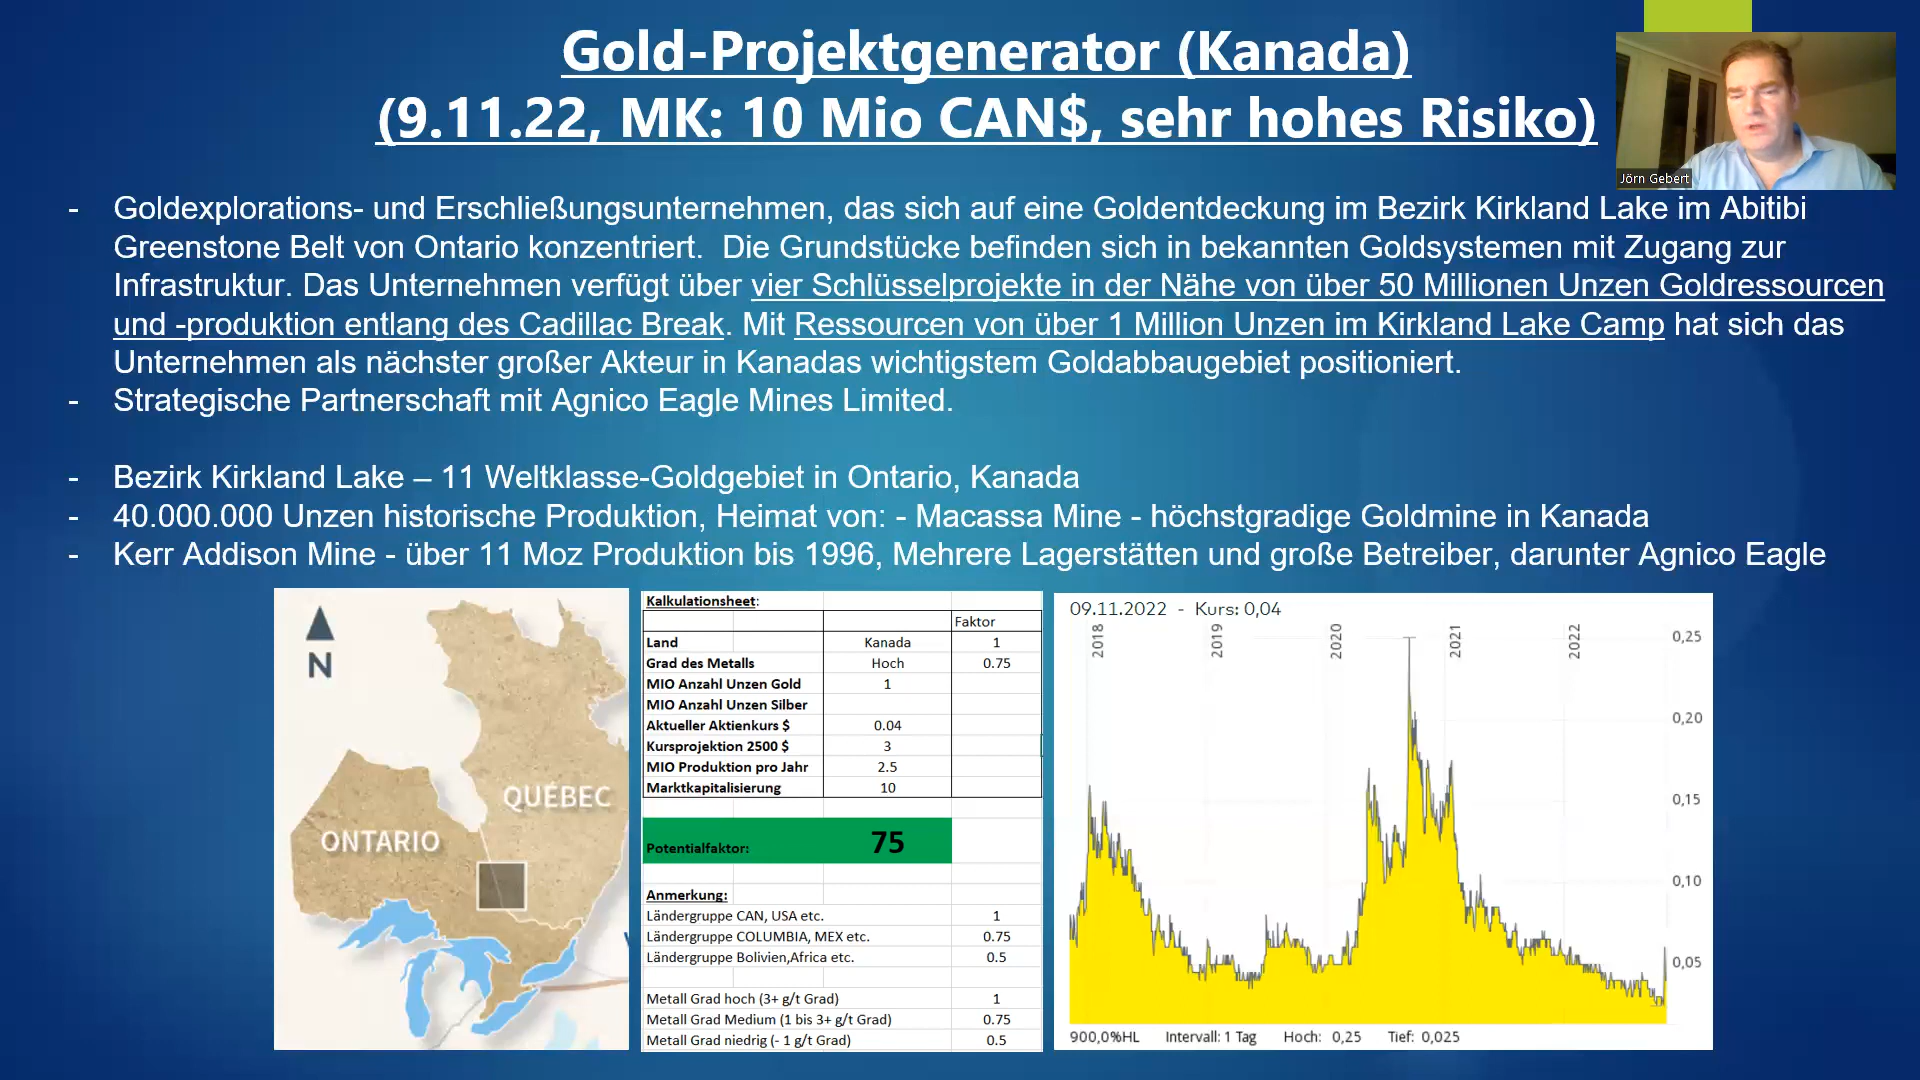 Gold-Projektgenerator (Kanada)
(9.11.22, MK: 10 Mio CAN$, sehr hohes Risiko)
Jörn Gebert
- Goldexplorations- und Erschließungsunternehmen, das sich auf eine Goldentdeckung im Bezirk Kirkland Lake im Abitibi
Greenstone Belt von Ontario konzentriert. Die Grundstücke befinden sich in bekannten Goldsystemen mit Zugang zur
Infrastruktur. Das Unternehmen verfügt über vier Schlüsselprojekte in der Nähe von über 50 Millionen Unzen Goldressourcen
und -produktion entlang des Cadillac Break. Mit Ressourcen von über 1 Million Unzen im Kirkland Lake Camp hat sich das
Unternehmen als nächster großer Akteur in Kanadas wichtigstem Goldabbaugebiet positioniert.
- Strategische Partnerschaft mit Agnico Eagle Mines Limited.
- Bezirk Kirkland Lake – 11 Weltklasse-Goldgebiet in Ontario, Kanada
- 40.000.000 Unzen historische Produktion, Heimat von: - Macassa Mine - höchstgradige Goldmine in Kanada
- Kerr Addison Mine - über 11 Moz Produktion bis 1996, Mehrere Lagerstätten und große Betreiber, darunter Agnico Eagle
N
QUÉBEC
ONTARIO
Kalkulationsheet:
Faktor
Land Kanada 1
Grad des Metalls Hoch 0.75
MIO Anzahl Unzen Gold 1
MIO Anzahl Unzen Silber
Aktueller Aktienkurs $ 0.04
Kursprojektion 2500 $ 3
MIO Produktion pro Jahr 2.5
Marktkapitalisierung 10
Potentialfaktor: 75
Anmerkung:
Ländergruppe CAN, USA etc. 1
Ländergruppe COLUMBIA, MEX etc. 0.75
Ländergruppe Bolivien,Africa etc. 0.5
Metall Grad hoch (3+ g/t Grad) 1
Metall Grad Medium (1 bis 3+ g/t Grad) 0.75
Metall Grad niedrig (- 1 g/t Grad) 0.5
09.11.2022 - Kurs: 0,04
2018 2019 2020 2021 2022
0,25
0,20
0,15
0,10
0,05
900,0%HL Intervall: 1 Tag Hoch: 0,25 Tief: 0,025